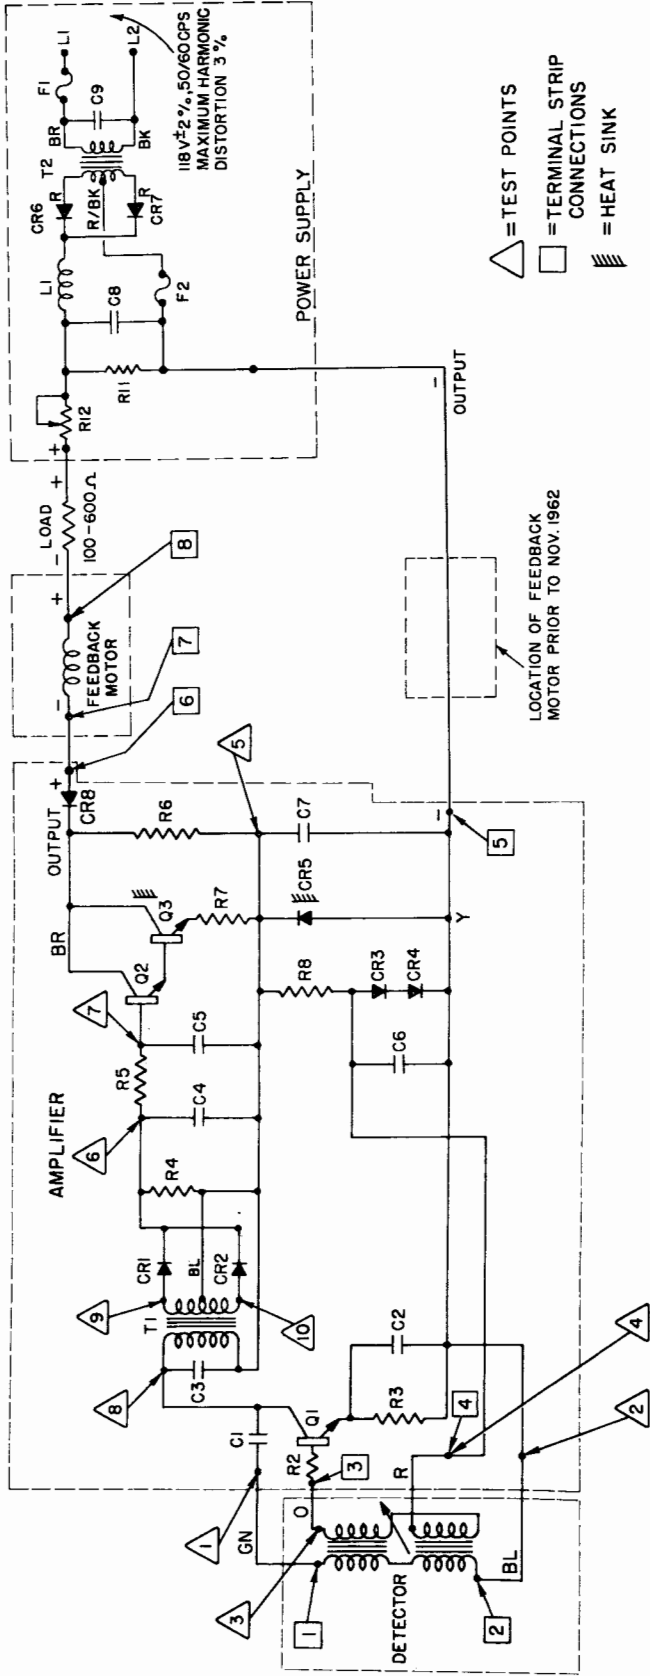 118V±2%, 50/60 CPS
MAXIMUM HARMONIC
DISTORTION 3%
L1
L2
F1
C9
BR
BK
T2
R
R/BK
R
CR6
CR7
L1
C8
F2
POWER SUPPLY
R11
R12
+
+
LOAD
100-600Ω
-
+
8
FEEDBACK
MOTOR
-
7
6
+
OUTPUT
CR8
-
OUTPUT
LOCATION OF FEEDBACK
MOTOR PRIOR TO NOV. 1962
△ = TEST POINTS
□ = TERMINAL STRIP
CONNECTIONS
= HEAT SINK
AMPLIFIER
BR
R6
5
C7
-
5
Q3
R7
CR5
Y
Q2
R8
CR3
CR4
C6
7
R5
C5
6
C4
R4
9
CR1
BL
CR2
10
T1
8
C3
C1
Q1
R2
3
C2
R3
4
4
2
1
GN
O
R
BL
3
1
2
DETECTOR